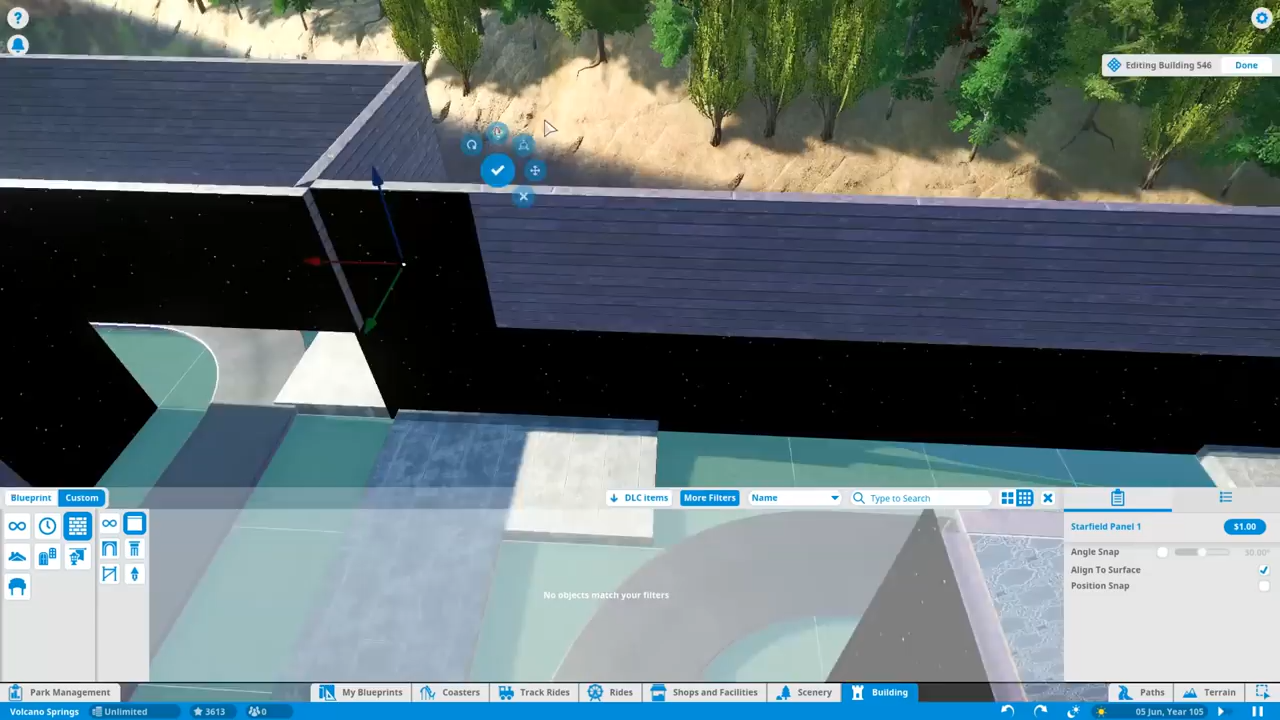 ?
Editing Building 546
Done
Blueprint
Custom
DLC items
More Filters
Name
Type to Search
Starfield Panel 1
$1.00
Angle Snap
30.00°
Align To Surface
Position Snap
No objects match your filters
Park Management
My Blueprints
Coasters
Track Rides
Rides
Shops and Facilities
Scenery
Building
Paths
Terrain
Volcano Springs
Unlimited
3613
0
05 Jun, Year 105